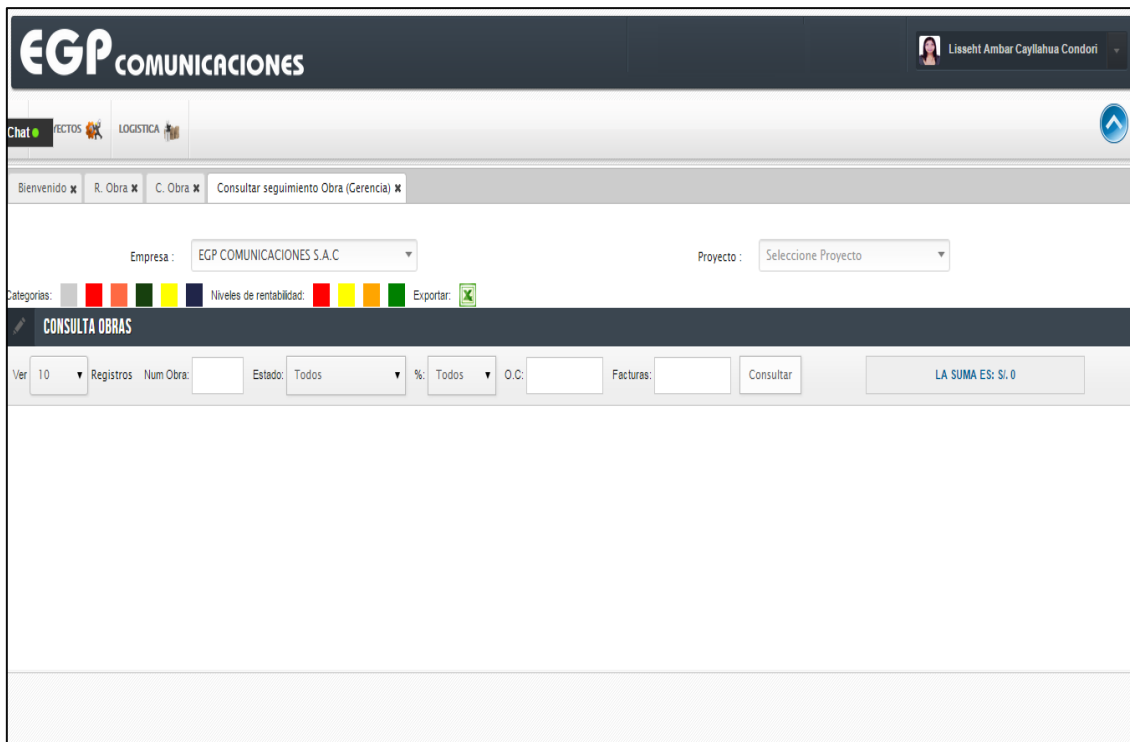 EGP COMUNICACIONES
Lisseht Ambar Cayllahua Condori
Chat YECTOS LOGISTICA
Bienvenido x R. Obra x C. Obra x Consultar seguimiento Obra (Gerencia) x
Empresa : EGP COMUNICACIONES S.A.C Proyecto : Seleccione Proyecto
Categorias: Niveles de rentabilidad: Exportar:
CONSULTA OBRAS
Ver 10 Registros Num Obra: Estado: Todos %: Todos O.C: Facturas: Consultar LA SUMA ES: S/. 0